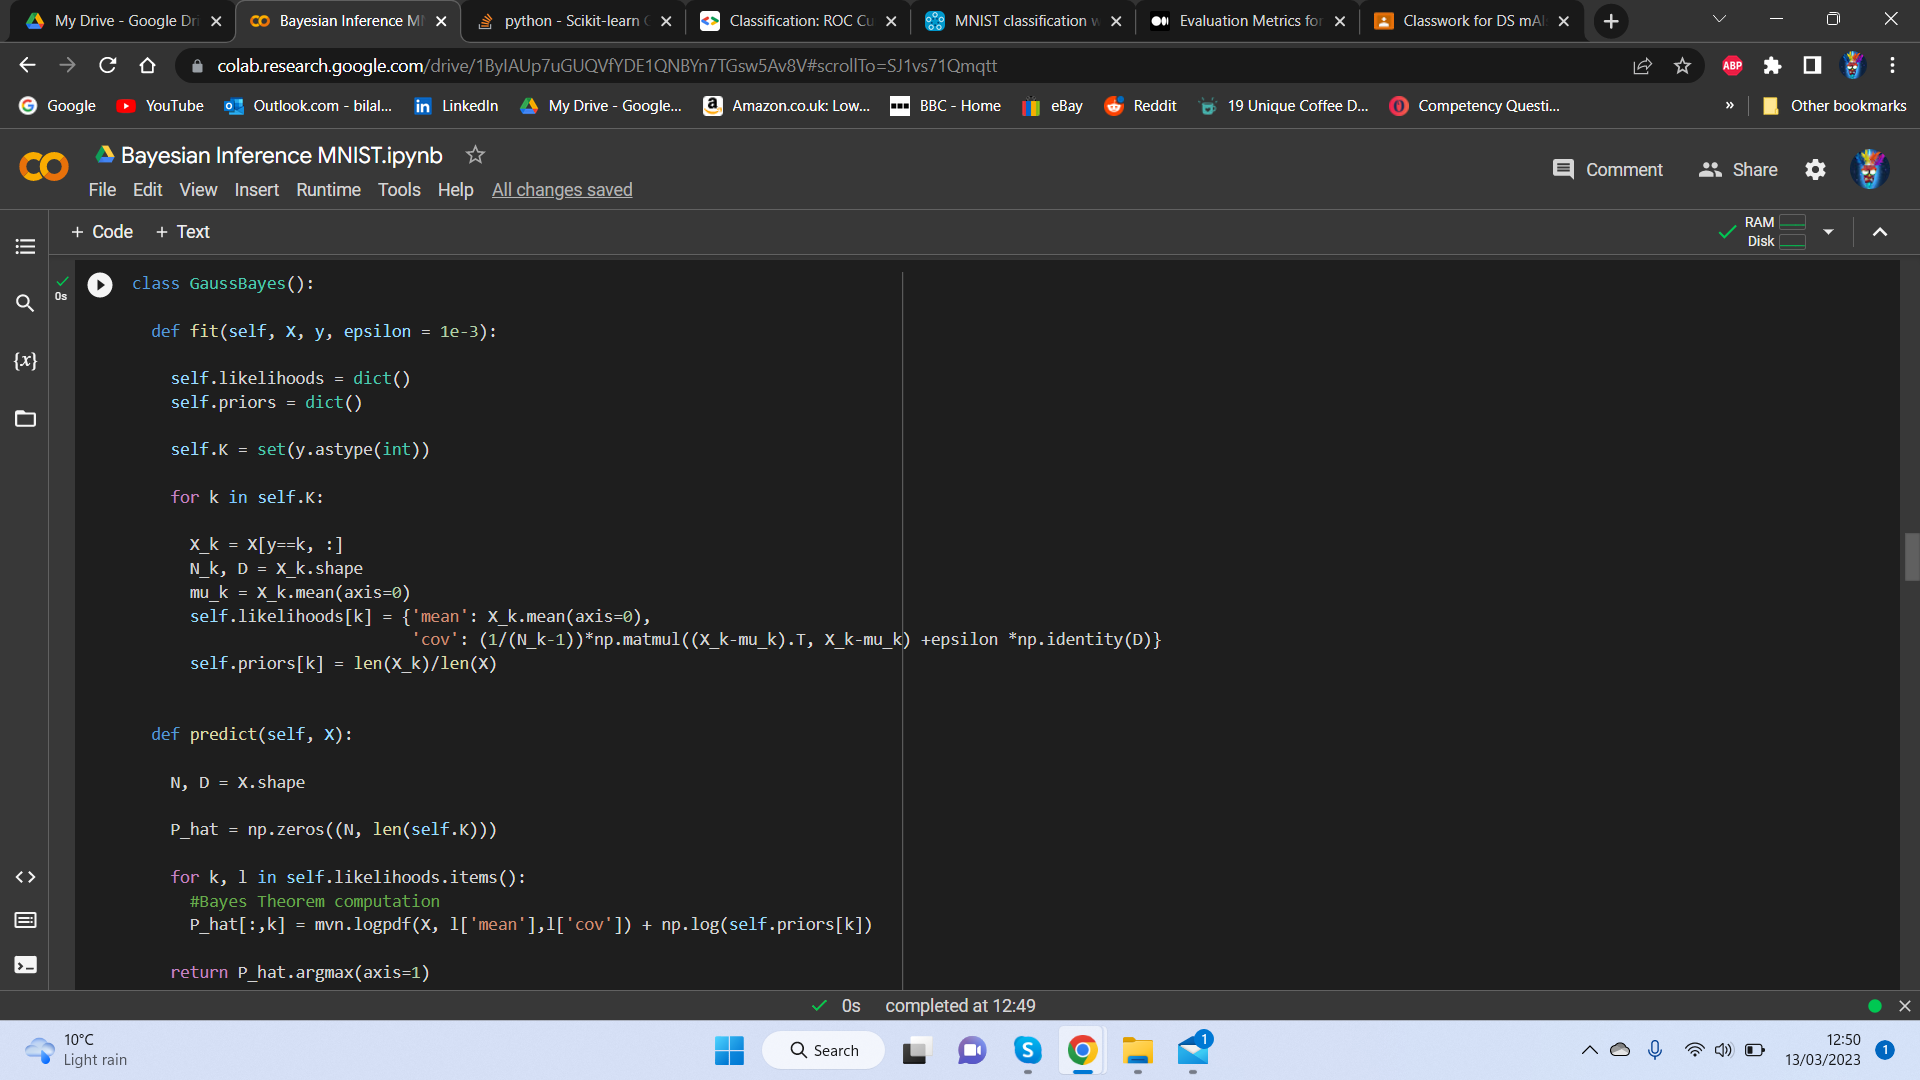 My Drive - Google Dri
Bayesian Inference MN
python - Scikit-learn C
Classification: ROC Cu
MNIST classification w
Evaluation Metrics for
Classwork for DS mAI
colab.research.google.com/drive/1BylAUp7uGUQVfYDE1QNBYn7TGsw5Av8V#scrollTo=SJ1vs71Qmqtt
ABP
Google
YouTube
Outlook.com - bilal...
LinkedIn
My Drive - Google...
Amazon.co.uk: Low...
BBC - Home
eBay
Reddit
19 Unique Coffee D...
Competency Questi...
»
Other bookmarks
Bayesian Inference MNIST.ipynb
Comment
Share
File Edit View Insert Runtime Tools Help All changes saved
+ Code + Text
RAM
Disk
{x}
0s
class GaussBayes():
def fit(self, X, y, epsilon = 1e-3):
self.likelihoods = dict()
self.priors = dict()
self.K = set(y.astype(int))
for k in self.K:
X_k = X[y==k, :]
N_k, D = X_k.shape
mu_k = X_k.mean(axis=0)
self.likelihoods[k] = {'mean': X_k.mean(axis=0),
'cov': (1/(N_k-1))*np.matmul((X_k-mu_k).T, X_k-mu_k) +epsilon *np.identity(D)}
self.priors[k] = len(X_k)/len(X)
def predict(self, X):
N, D = X.shape
P_hat = np.zeros((N, len(self.K)))
for k, l in self.likelihoods.items():
#Bayes Theorem computation
P_hat[:,k] = mvn.logpdf(X, l['mean'],l['cov']) + np.log(self.priors[k])
return P_hat.argmax(axis=1)
0s completed at 12:49
10°C
Light rain
Search
S
1
12:50
13/03/2023
1